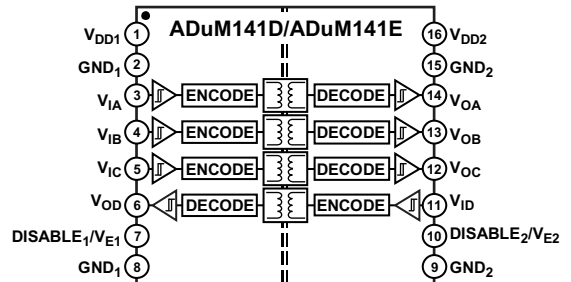 ADuM141D/ADuM141E
VDD1 1 16 VDD2
GND1 2 15 GND2
VIA 3 ENCODE DECODE 14 VOA
VIB 4 ENCODE DECODE 13 VOB
VIC 5 ENCODE DECODE 12 VOC
VOD 6 DECODE ENCODE 11 VID
DISABLE1/VE1 7 10 DISABLE2/VE2
GND1 8 9 GND2